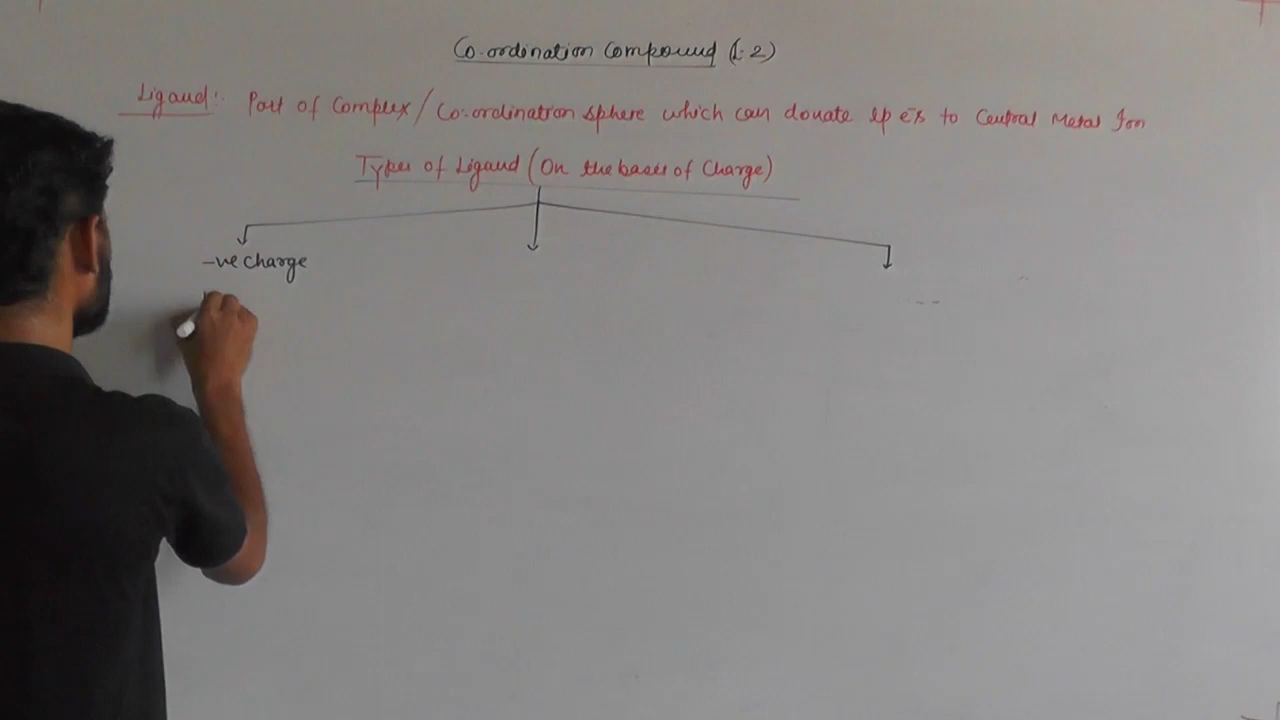 Co-ordination Compound (L-2)
Ligand:- Part of Complex/Co-ordination sphere which can donate lp e⁻s to Central Metal Ion
Types of Ligand (On the bases of Charge)
-ve charge